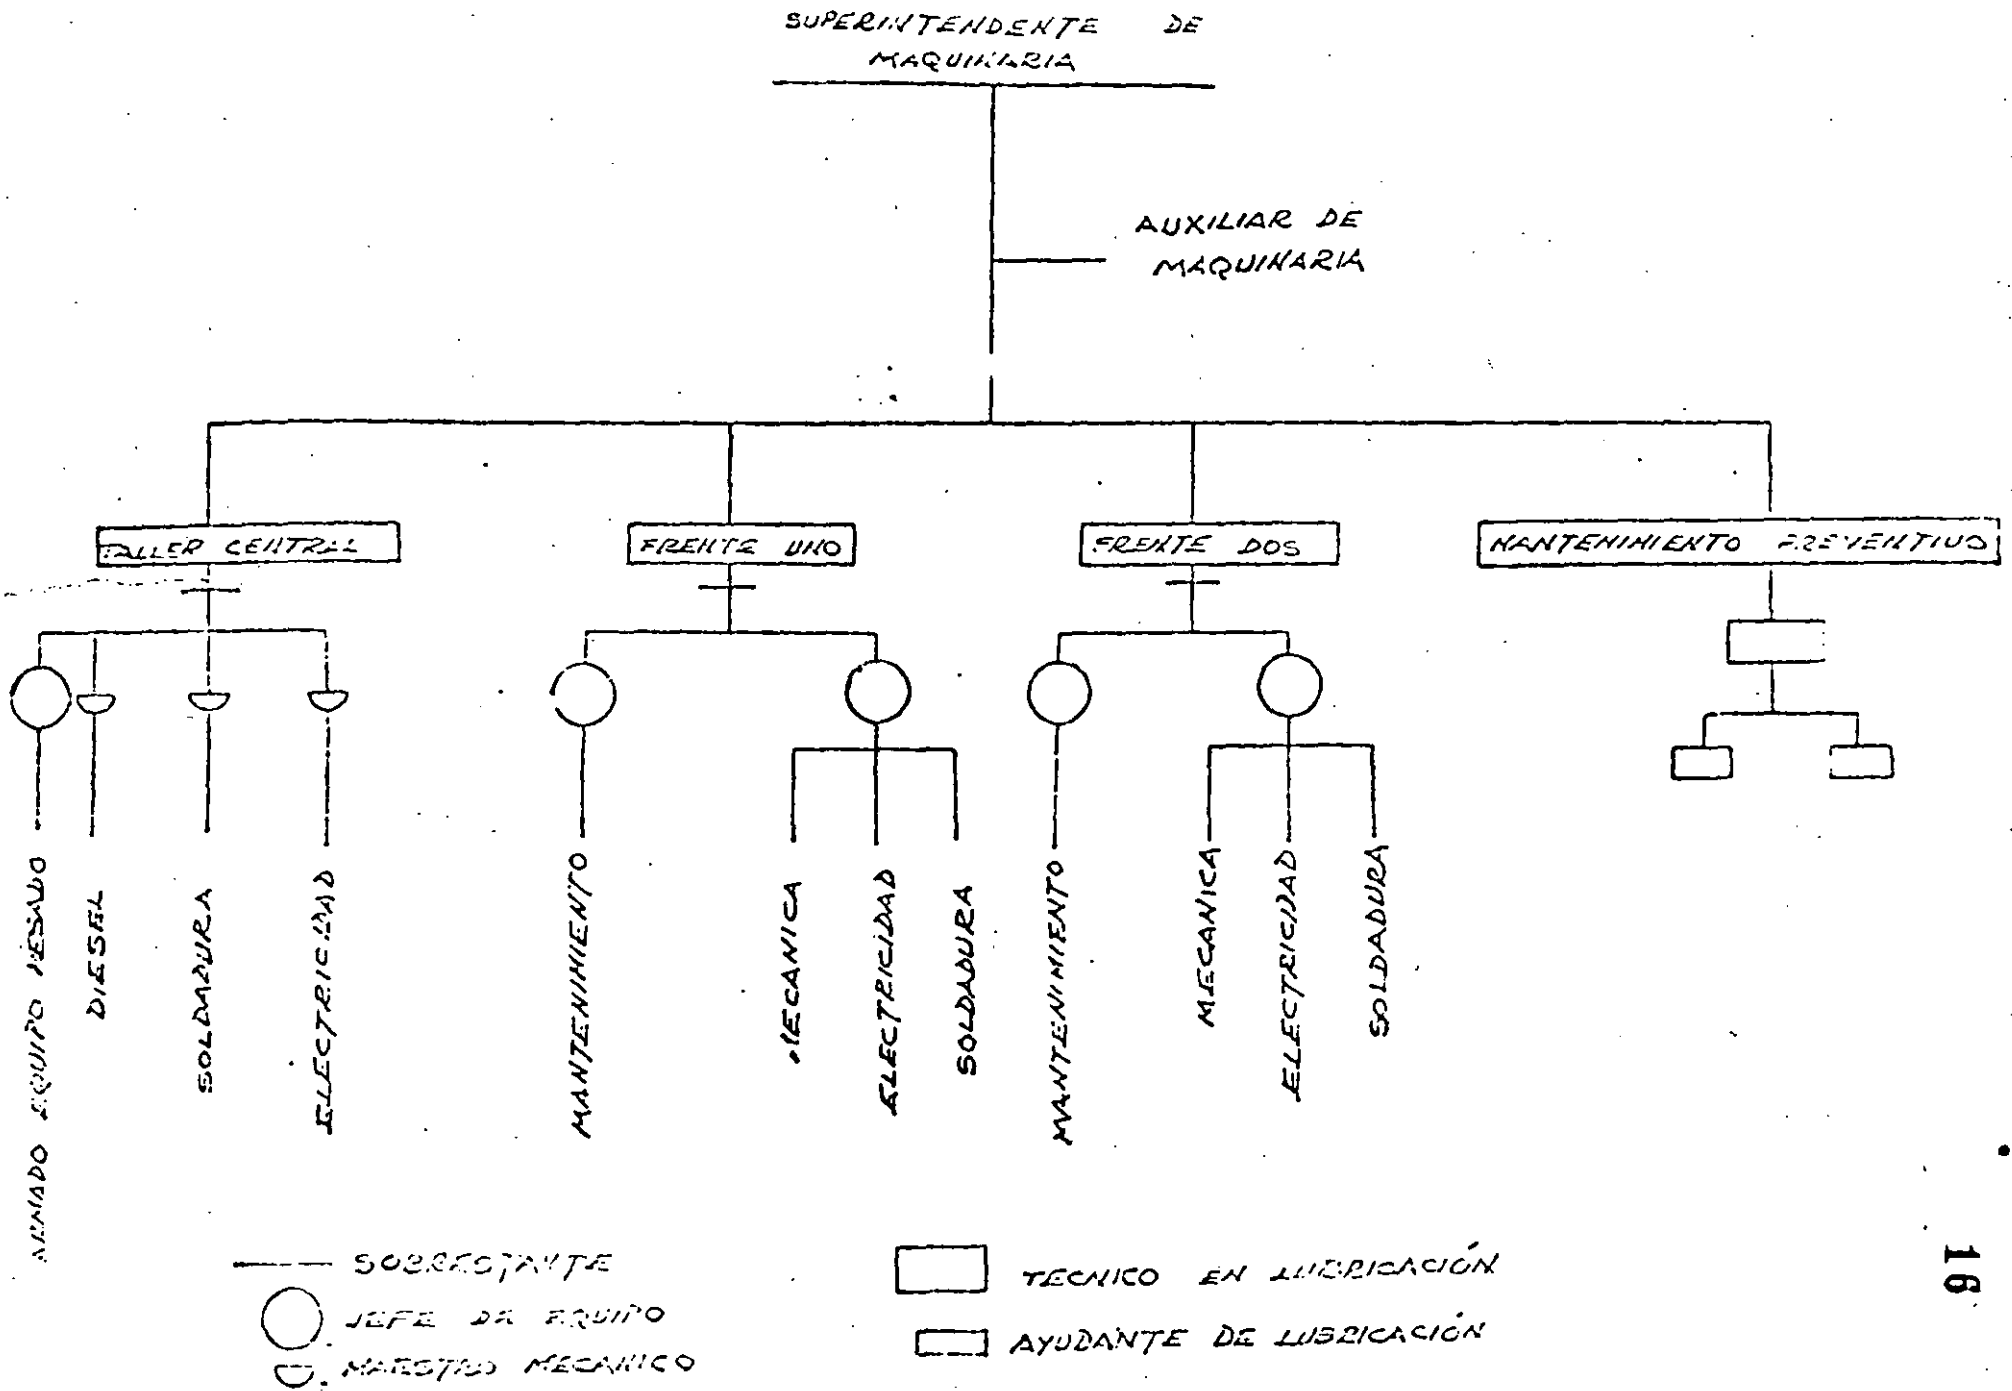 SUPERINTENDENTE DE
MAQUINARIA
AUXILIAR DE
MAQUINARIA
TALLER CENTRAL
FRENTE UNO
FRENTE DOS
MANTENIMIENTO PREVENTIVO
ARMADO EQUIPO PESADO
DIESEL
SOLDADURA
ELECTRICIDAD
MANTENIMIENTO
MECANICA
ELECTRICIDAD
SOLDADURA
MANTENIMIENTO
MECANICA
ELECTRICIDAD
SOLDADURA
SOBRESTANTE
JEFE DE EQUIPO
MAESTRO MECANICO
TECNICO EN LUBRICACIÓN
AYUDANTE DE LUBRICACIÓN
16